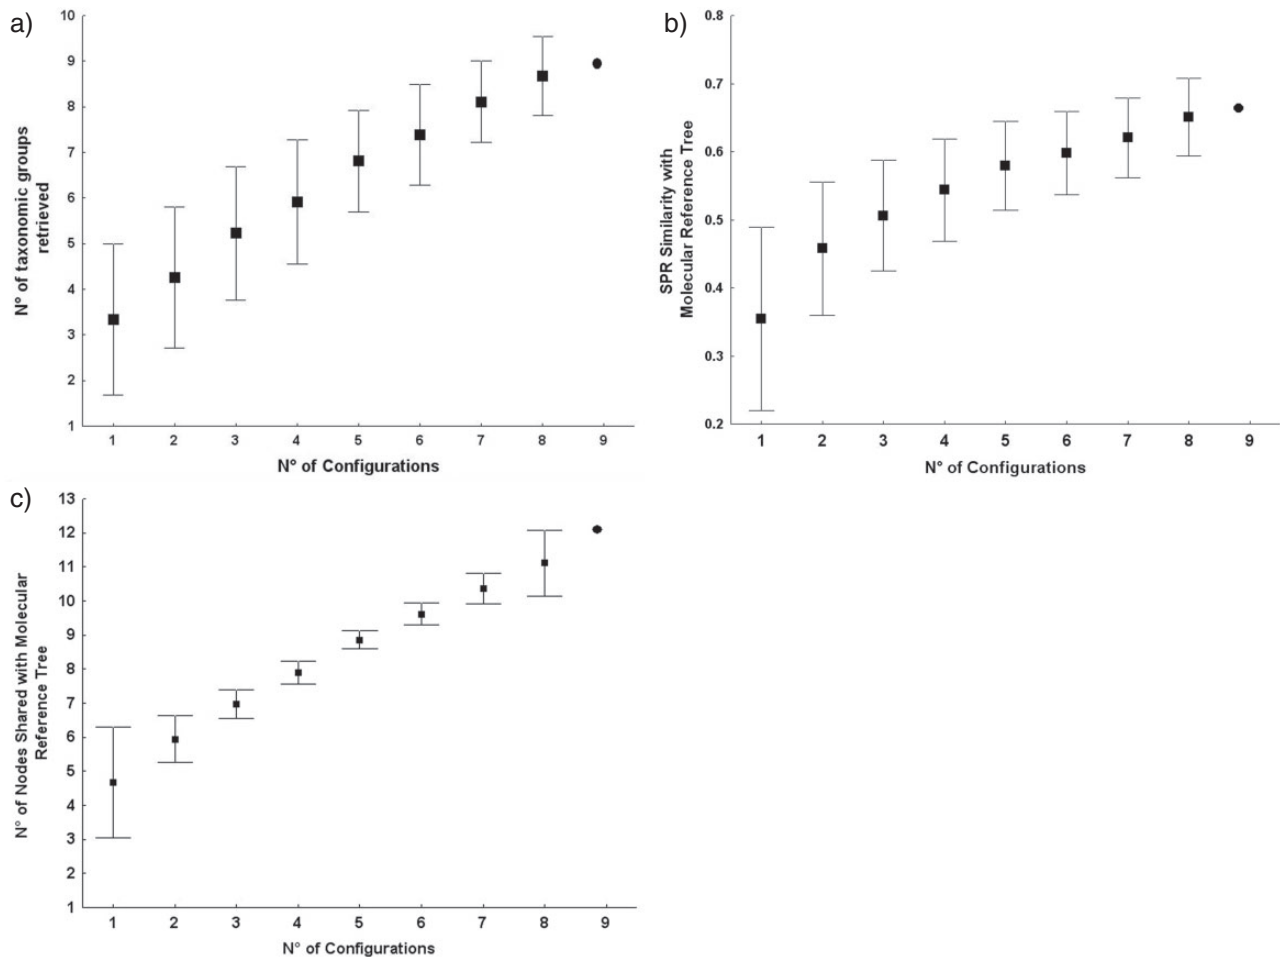 a)
10
9
8
7
6
5
4
3
2
1
N° of taxonomic groups
retrieved
1 2 3 4 5 6 7 8 9
N° of Configurations
b)
0.8
0.7
0.6
0.5
0.4
0.3
0.2
SPR Similarity with
Molecular Reference Tree
1 2 3 4 5 6 7 8 9
N° of Configurations
c)
13
12
11
10
9
8
7
6
5
4
3
2
1
N° of Nodes Shared with Molecular
Reference Tree
1 2 3 4 5 6 7 8 9
N° of Configurations